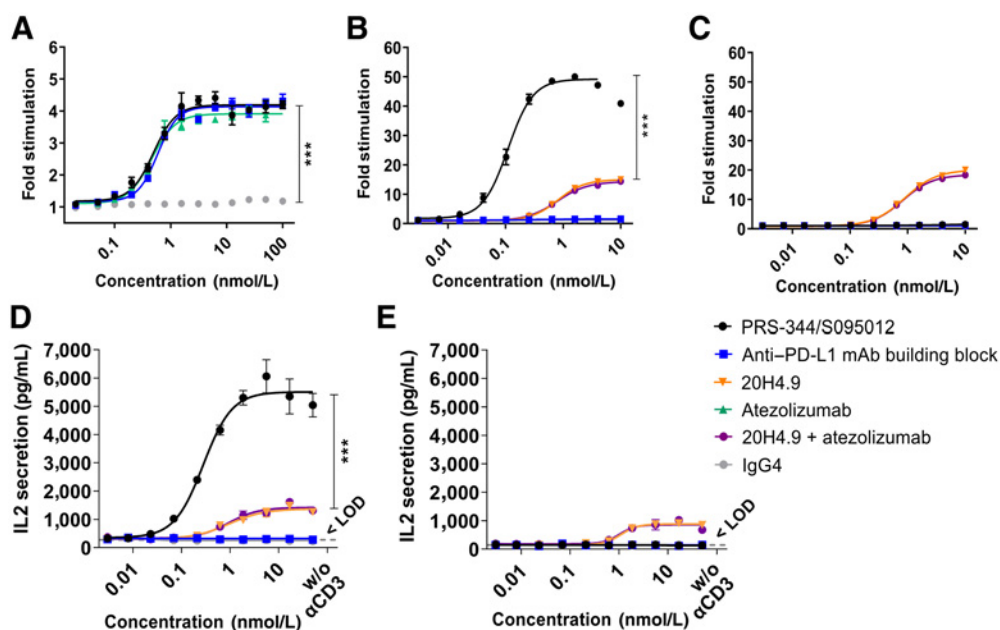 A
Fold stimulation
6
5
4
3
2
1
0.1
1
10
100
Concentration (nmol/L)
***
B
Fold stimulation
60
50
40
30
20
10
0
0.01
0.1
1
10
Concentration (nmol/L)
***
C
Fold stimulation
60
40
20
0
0.01
0.1
1
10
Concentration (nmol/L)
D
IL2 secretion (pg/mL)
7,000
6,000
5,000
4,000
3,000
2,000
1,000
0
0.01
0.1
1
10
w/o
αCD3
Concentration (nmol/L)
***
< LOD
E
IL2 secretion (pg/mL)
7,000
6,000
5,000
4,000
3,000
2,000
1,000
0
0.01
0.1
1
10
w/o
αCD3
Concentration (nmol/L)
< LOD
PRS-344/S095012
Anti–PD-L1 mAb building block
20H4.9
Atezolizumab
20H4.9 + atezolizumab
IgG4